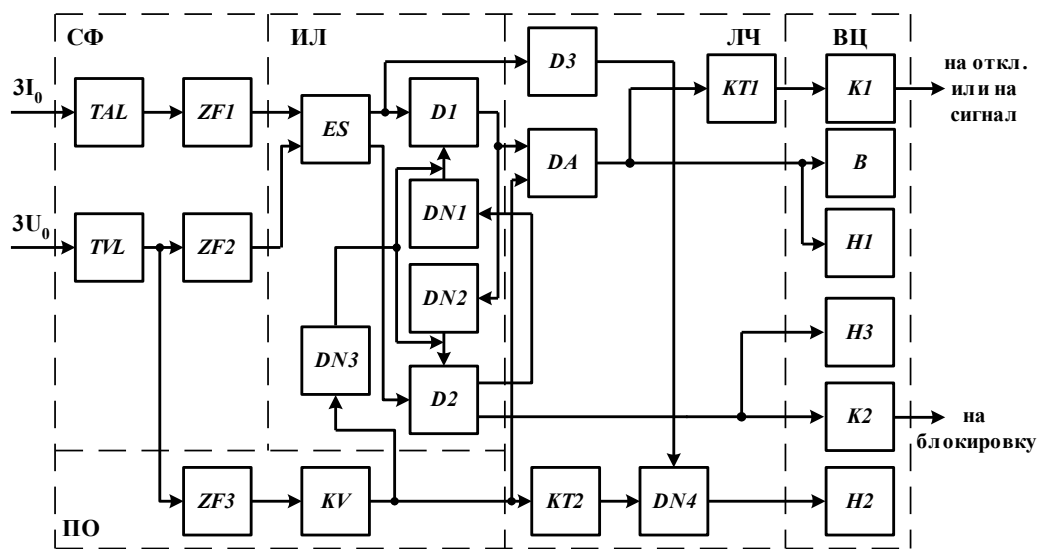 СФ ИЛ ЛЧ ВЦ
3I₀ TAL ZF1 ES D1 D3 KT1 K1
на откл.
или на
сигнал
DA B
3U₀ TVL ZF2 DN1 H1
DN2
DN3 D2 H3
K2
на
блокировку
ПО ZF3 KV KT2 DN4 H2